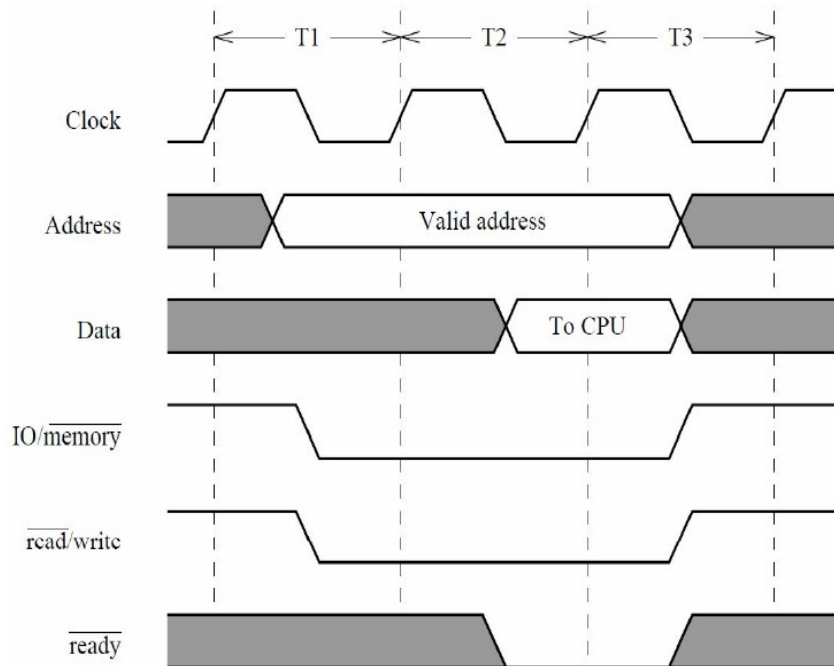 T1 T2 T3
Clock
Address Valid address
Data To CPU
IO/memory
read/write
ready